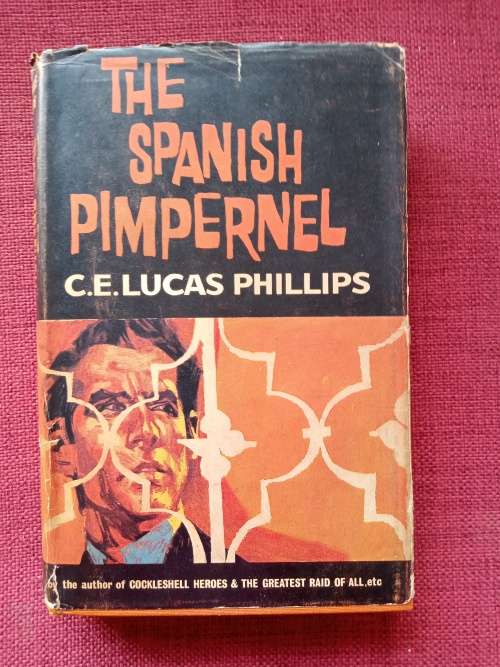 THE
SPANISH
PIMPERNEL
C.E. LUCAS PHILLIPS
by the author of COCKLESHELL HEROES & THE GREATEST RAID OF ALL, etc